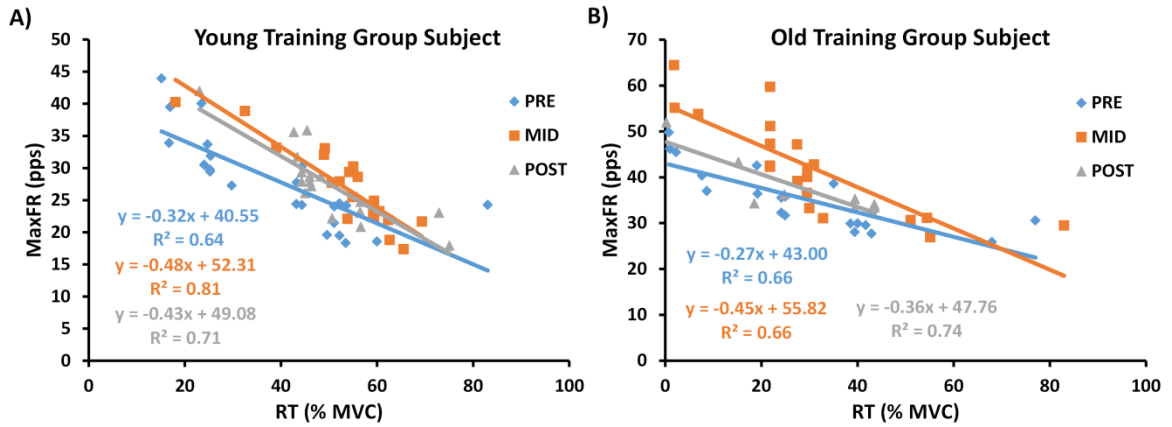 A)
Young Training Group Subject
MaxFR (pps)
50
45
40
35
30
25
20
15
10
5
0
PRE
MID
POST
y = -0.32x + 40.55
R² = 0.64
y = -0.48x + 52.31
R² = 0.81
y = -0.43x + 49.08
R² = 0.71
0 20 40 60 80 100
RT (% MVC)
B)
Old Training Group Subject
MaxFR (pps)
70
60
50
40
30
20
10
0
PRE
MID
POST
y = -0.27x + 43.00
R² = 0.66
y = -0.45x + 55.82
R² = 0.66
y = -0.36x + 47.76
R² = 0.74
0 20 40 60 80 100
RT (% MVC)